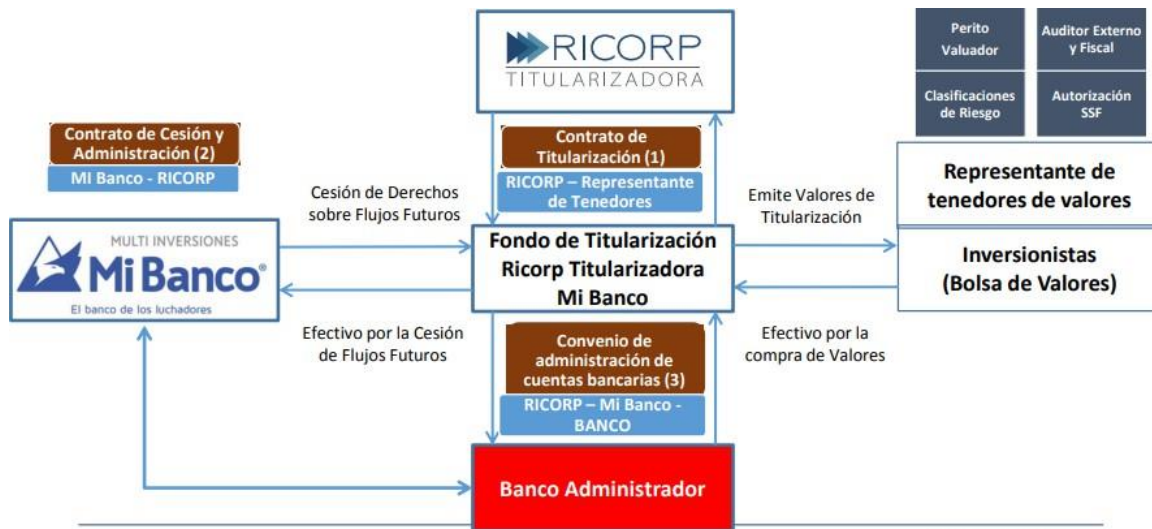 RICORP
TITULARIZADORA
Perito
Valuador
Auditor Externo
y Fiscal
Clasificaciones
de Riesgo
Autorización
SSF
Contrato de Cesión y
Administración (2)
MI Banco - RICORP
Contrato de
Titularización (1)
RICORP – Representante
de Tenedores
Cesión de Derechos
sobre Flujos Futuros
Emite Valores de
Titularización
Representante de
tenedores de valores
MULTI INVERSIONES
Mi Banco®
El banco de los luchadores
Fondo de Titularización
Ricorp Titularizadora
Mi Banco
Inversionistas
(Bolsa de Valores)
Efectivo por la Cesión
de Flujos Futuros
Convenio de
administración de
cuentas bancarias (3)
RICORP – Mi Banco -
BANCO
Efectivo por la
compra de Valores
Banco Administrador